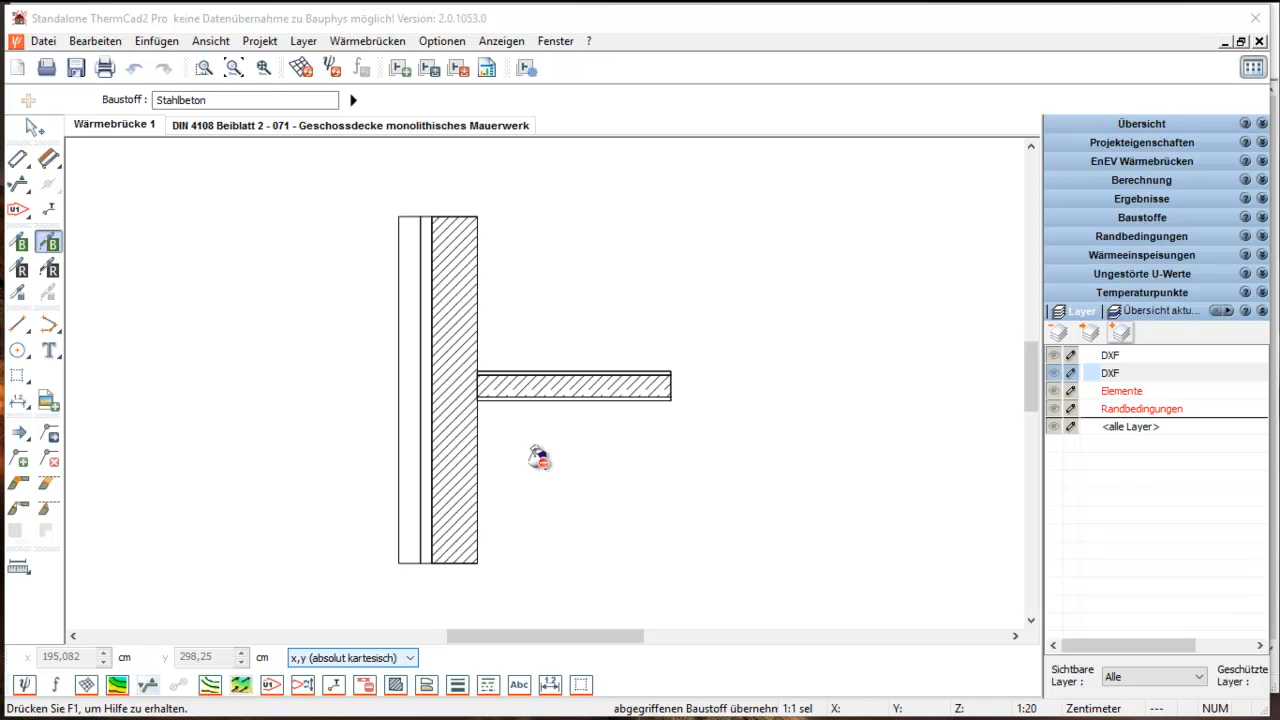 Standalone ThermCad2 Pro keine Datenübernahme zu Bauphys möglich! Version: 2.0.1053.0
Datei Bearbeiten Einfügen Ansicht Projekt Layer Wärmebrücken Optionen Anzeigen Fenster ?
Baustoff : Stahlbeton
Wärmebrücke 1 DIN 4108 Beiblatt 2 - 071 - Geschossdecke monolithisches Mauerwerk
Übersicht
Projekteigenschaften
EnEV Wärmebrücken
Berechnung
Ergebnisse
Baustoffe
Randbedingungen
Wärmeeinspeisungen
Ungestörte U-Werte
Temperaturpunkte
Layer Übersicht aktu...
DXF
DXF
Elemente
Randbedingungen
<alle Layer>
x 195,082 cm y 298,25 cm x,y (absolut kartesisch)
Sichtbare Layer : Alle Geschützte Layer :
Drücken Sie F1, um Hilfe zu erhalten. abgegriffenen Baustoff übernehn 1:1 sel X: Y: Z: 1:20 Zentimeter --- NUM